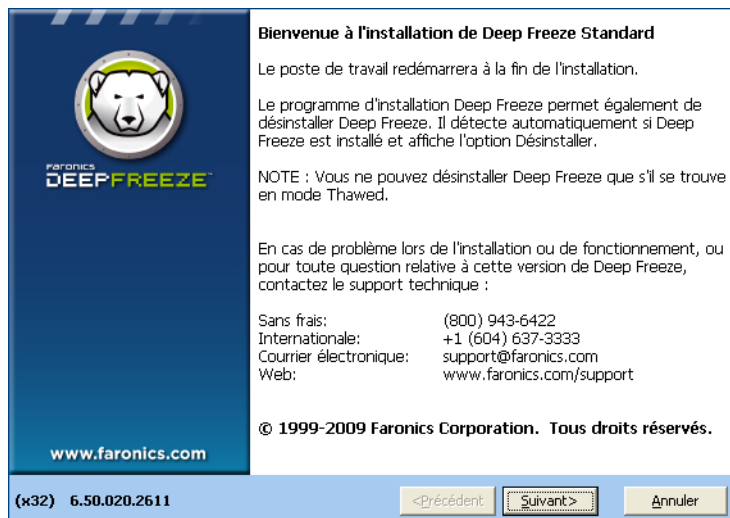 Bienvenue à l'installation de Deep Freeze Standard
Le poste de travail redémarrera à la fin de l'installation.
Le programme d'installation Deep Freeze permet également de
désinstaller Deep Freeze. Il détecte automatiquement si Deep
Freeze est installé et affiche l'option Désinstaller.
NOTE : Vous ne pouvez désinstaller Deep Freeze que s'il se trouve
en mode Thawed.
En cas de problème lors de l'installation ou de fonctionnement, ou
pour toute question relative à cette version de Deep Freeze,
contactez le support technique :
Sans frais: (800) 943-6422
Internationale: +1 (604) 637-3333
Courrier électronique: support@faronics.com
Web: www.faronics.com/support
© 1999-2009 Faronics Corporation. Tous droits réservés.
FARONICS
DEEPFREEZE™
www.faronics.com
(x32) 6.50.020.2611
<Précédent
Suivant>
Annuler